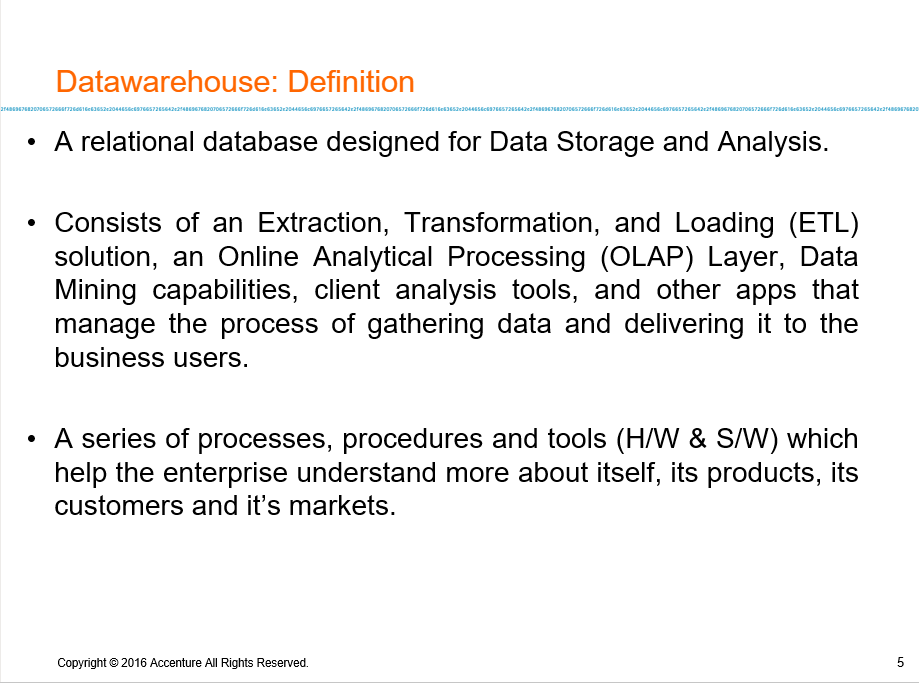 Datawarehouse: Definition
• A relational database designed for Data Storage and Analysis.
• Consists of an Extraction, Transformation, and Loading (ETL)
solution, an Online Analytical Processing (OLAP) Layer, Data
Mining capabilities, client analysis tools, and other apps that
manage the process of gathering data and delivering it to the
business users.
• A series of processes, procedures and tools (H/W & S/W) which
help the enterprise understand more about itself, its products, its
customers and it’s markets.
Copyright © 2016 Accenture All Rights Reserved.
5